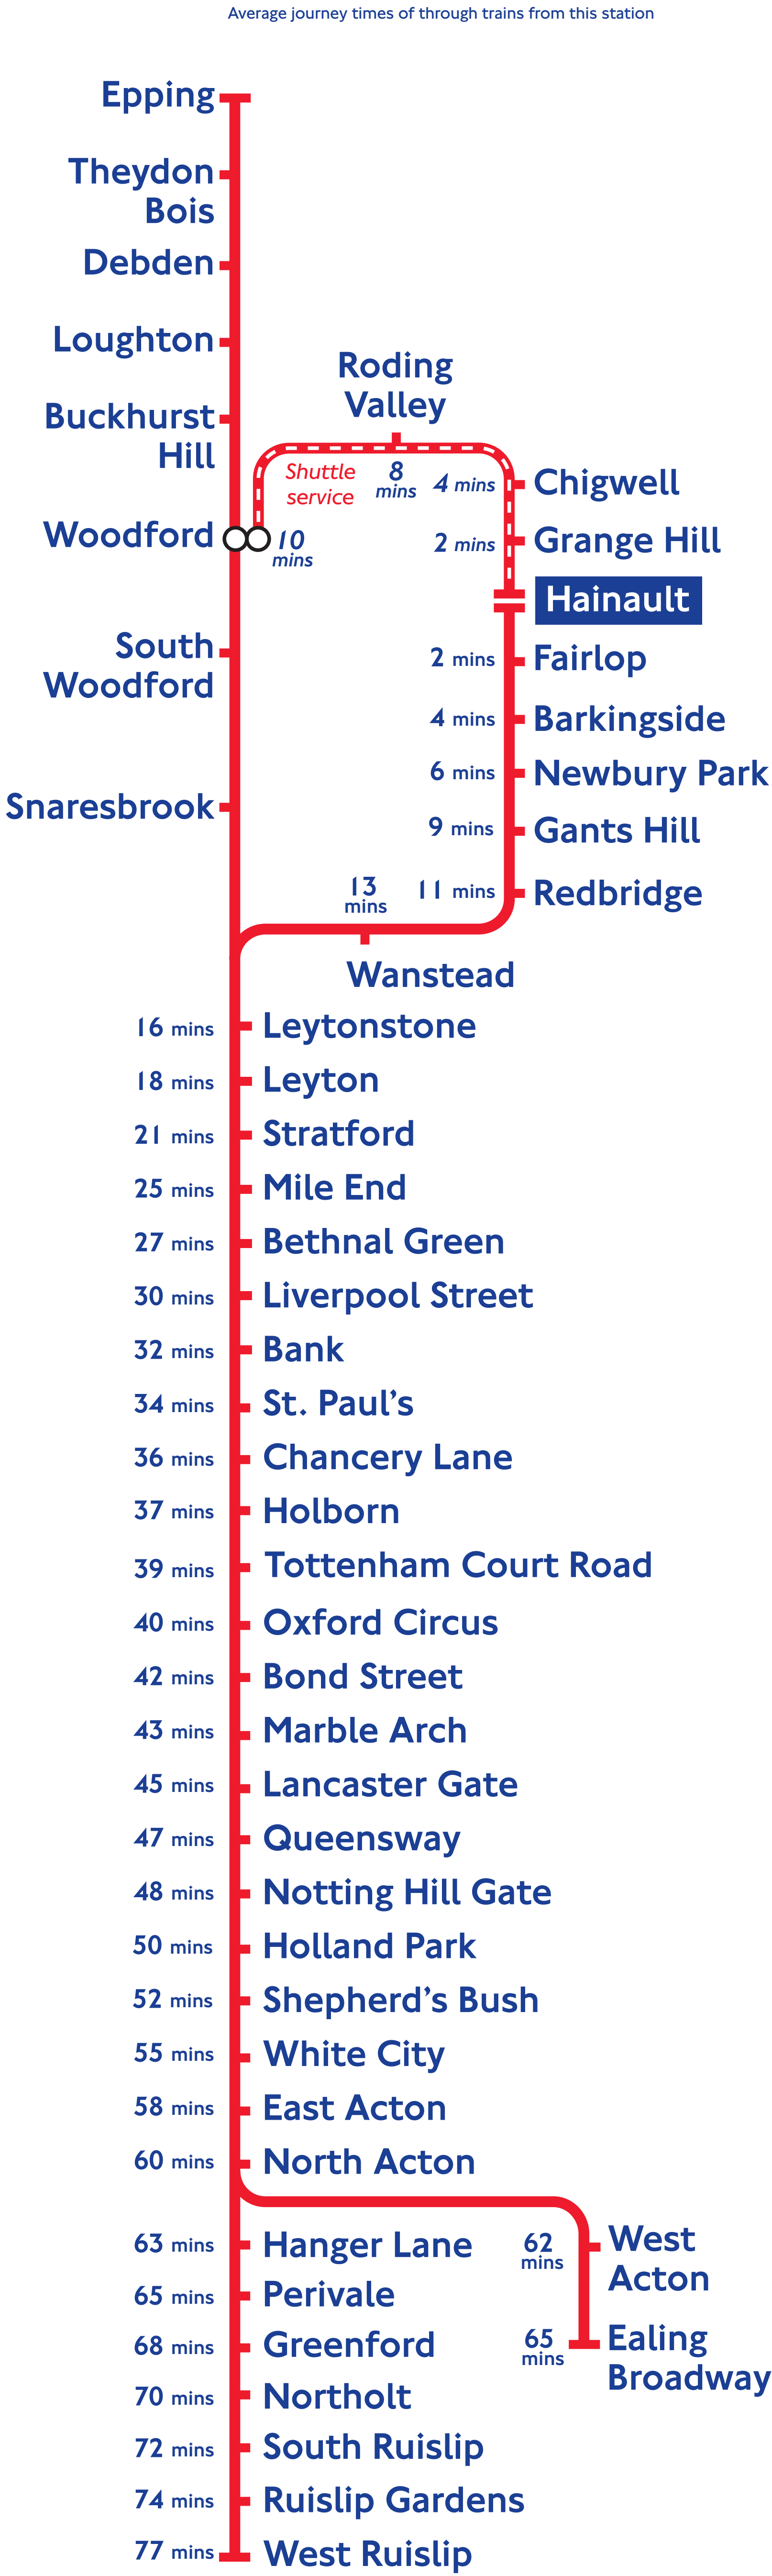 Average journey times of through trains from this station
Epping
Theydon
Bois
Debden
Loughton
Buckhurst
Hill
Woodford
South
Woodford
Snaresbrook
Roding
Valley
Shuttle
service
8
mins
10
mins
4 mins Chigwell
2 mins Grange Hill
Hainault
2 mins Fairlop
4 mins Barkingside
6 mins Newbury Park
9 mins Gants Hill
11 mins Redbridge
13
mins
Wanstead
16 mins Leytonstone
18 mins Leyton
21 mins Stratford
25 mins Mile End
27 mins Bethnal Green
30 mins Liverpool Street
32 mins Bank
34 mins St. Paul's
36 mins Chancery Lane
37 mins Holborn
39 mins Tottenham Court Road
40 mins Oxford Circus
42 mins Bond Street
43 mins Marble Arch
45 mins Lancaster Gate
47 mins Queensway
48 mins Notting Hill Gate
50 mins Holland Park
52 mins Shepherd's Bush
55 mins White City
58 mins East Acton
60 mins North Acton
63 mins Hanger Lane
65 mins Perivale
68 mins Greenford
70 mins Northolt
72 mins South Ruislip
74 mins Ruislip Gardens
77 mins West Ruislip
62
mins
West
Acton
65
mins
Ealing
Broadway